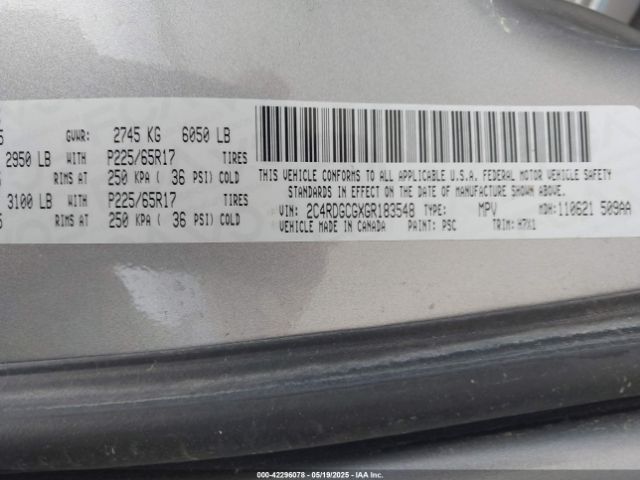 GVWR: 2745 KG 6050 LB
2950 LB WITH P225/65R17 TIRES
RIMS AT 250 KPA ( 36 PSI) COLD
3100 LB WITH P225/65R17 TIRES
RIMS AT 250 KPA ( 36 PSI) COLD
THIS VEHICLE CONFORMS TO ALL APPLICABLE U.S.A. FEDERAL MOTOR VEHICLE SAFETY
STANDARDS IN EFFECT ON THE DATE OF MANUFACTURE SHOWN ABOVE.
VIN: 2C4RDGCGXGR183548 TYPE: MPV MDH: 110621 509AA
VEHICLE MADE IN CANADA PAINT: PSC TRIM: H7X1
000-42296078 - 05/19/2025 - IAA Inc.